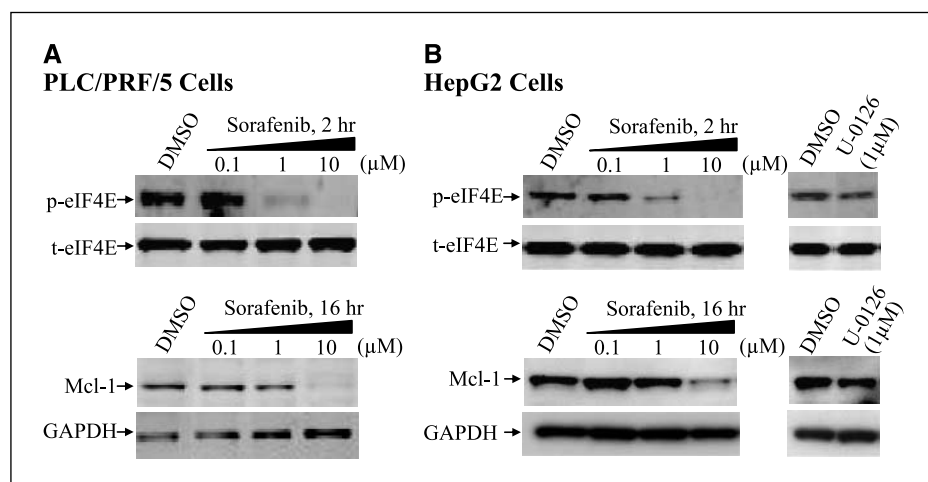 A
PLC/PRF/5 Cells
DMSO
Sorafenib, 2 hr
0.1 1 10 (µM)
p-eIF4E
t-eIF4E
DMSO
Sorafenib, 16 hr
0.1 1 10 (µM)
Mcl-1
GAPDH
B
HepG2 Cells
DMSO
Sorafenib, 2 hr
0.1 1 10 (µM)
DMSO
U-0126
(1µM)
p-eIF4E
t-eIF4E
DMSO
Sorafenib, 16 hr
0.1 1 10 (µM)
DMSO
U-0126
(1µM)
Mcl-1
GAPDH